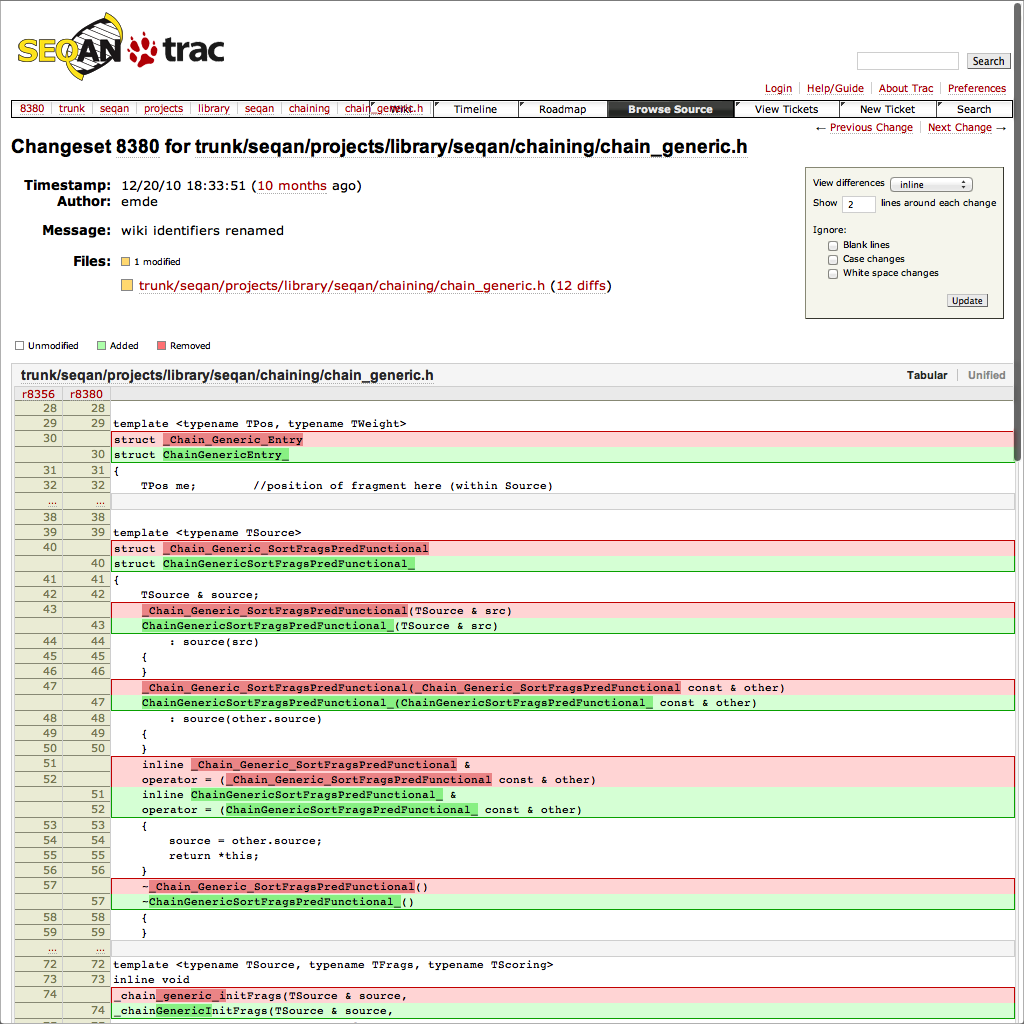 SEQAN trac
Search
Login Help/Guide About Trac Preferences
8380 trunk seqan projects library seqan chaining chain_generic.h Wiki Timeline Roadmap Browse Source View Tickets New Ticket Search
← Previous Change Next Change →
Changeset 8380 for trunk/seqan/projects/library/seqan/chaining/chain_generic.h
Timestamp: 12/20/10 18:33:51 (10 months ago)
Author: emde
Message: wiki identifiers renamed
Files: 1 modified
trunk/seqan/projects/library/seqan/chaining/chain_generic.h (12 diffs)
View differences inline
Show 2 lines around each change
Ignore:
Blank lines
Case changes
White space changes
Update
Unmodified Added Removed
trunk/seqan/projects/library/seqan/chaining/chain_generic.h Tabular Unified
r8356 r8380
28 28
29 29 template <typename TPos, typename TWeight>
30 struct _Chain_Generic_Entry
30 struct ChainGenericEntry_
31 31 {
32 32 TPos me; //position of fragment here (within Source)
... ...
38 38
39 39 template <typename TSource>
40 struct _Chain_Generic_SortFragsPredFunctional
40 struct ChainGenericSortFragsPredFunctional_
41 41 {
42 42 TSource & source;
43 _Chain_Generic_SortFragsPredFunctional(TSource & src)
43 ChainGenericSortFragsPredFunctional_(TSource & src)
44 44 : source(src)
45 45 {
46 46 }
47 _Chain_Generic_SortFragsPredFunctional(_Chain_Generic_SortFragsPredFunctional const & other)
47 ChainGenericSortFragsPredFunctional_(ChainGenericSortFragsPredFunctional_ const & other)
48 48 : source(other.source)
49 49 {
50 50 }
51 inline _Chain_Generic_SortFragsPredFunctional &
52 operator = (_Chain_Generic_SortFragsPredFunctional const & other)
51 inline ChainGenericSortFragsPredFunctional_ &
52 operator = (ChainGenericSortFragsPredFunctional_ const & other)
53 53 {
54 54 source = other.source;
55 55 return *this;
56 56 }
57 ~_Chain_Generic_SortFragsPredFunctional()
57 ~ChainGenericSortFragsPredFunctional_()
58 58 {
59 59 }
... ...
72 72 template <typename TSource, typename TFrags, typename TScoring>
73 73 inline void
74 _chain_generic_initFrags(TSource & source,
74 _chainGenericInitFrags(TSource & source,